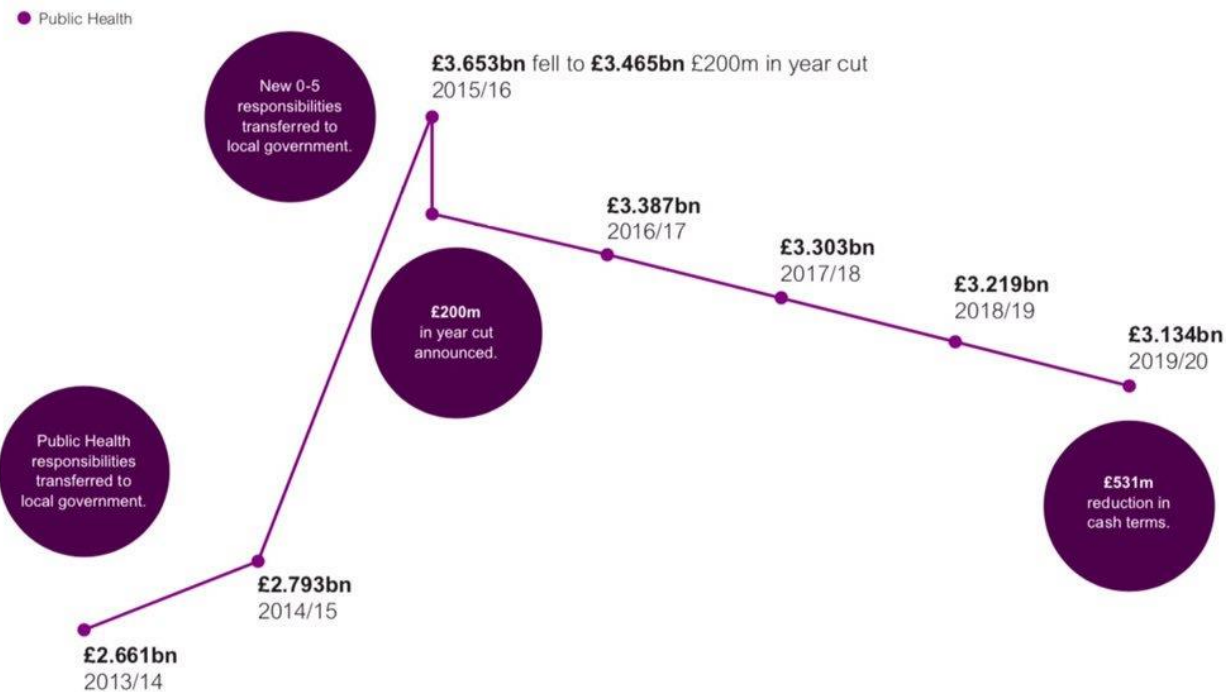 Public Health
New 0-5
responsibilities
transferred to
local government.
£3.653bn fell to £3.465bn £200m in year cut
2015/16
£3.387bn
2016/17
£3.303bn
2017/18
£3.219bn
2018/19
£3.134bn
2019/20
£200m
in year cut
announced.
Public Health
responsibilities
transferred to
local government.
£531m
reduction in
cash terms.
£2.793bn
2014/15
£2.661bn
2013/14